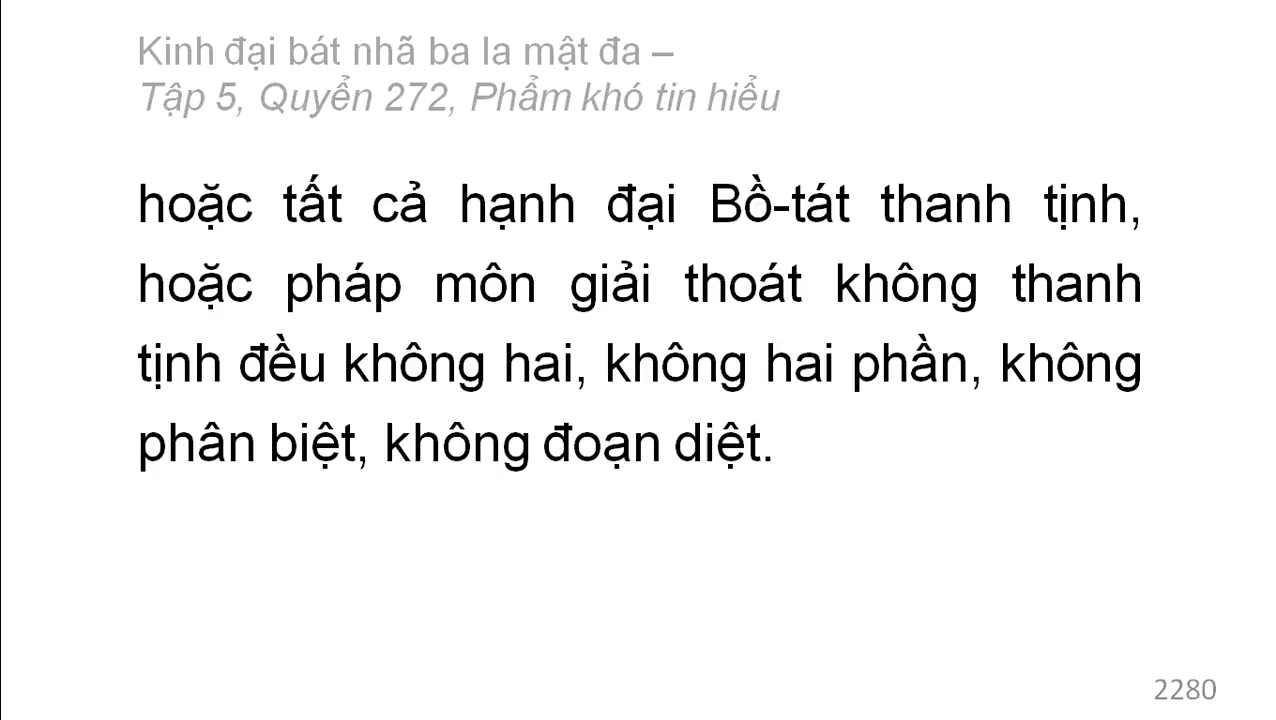 Kinh đại bát nhã ba la mật đa –
Tập 5, Quyển 272, Phẩm khó tin hiểu
hoặc tất cả hạnh đại Bồ-tát thanh tịnh,
hoặc pháp môn giải thoát không thanh
tịnh đều không hai, không hai phần, không
phân biệt, không đoạn diệt.
2280